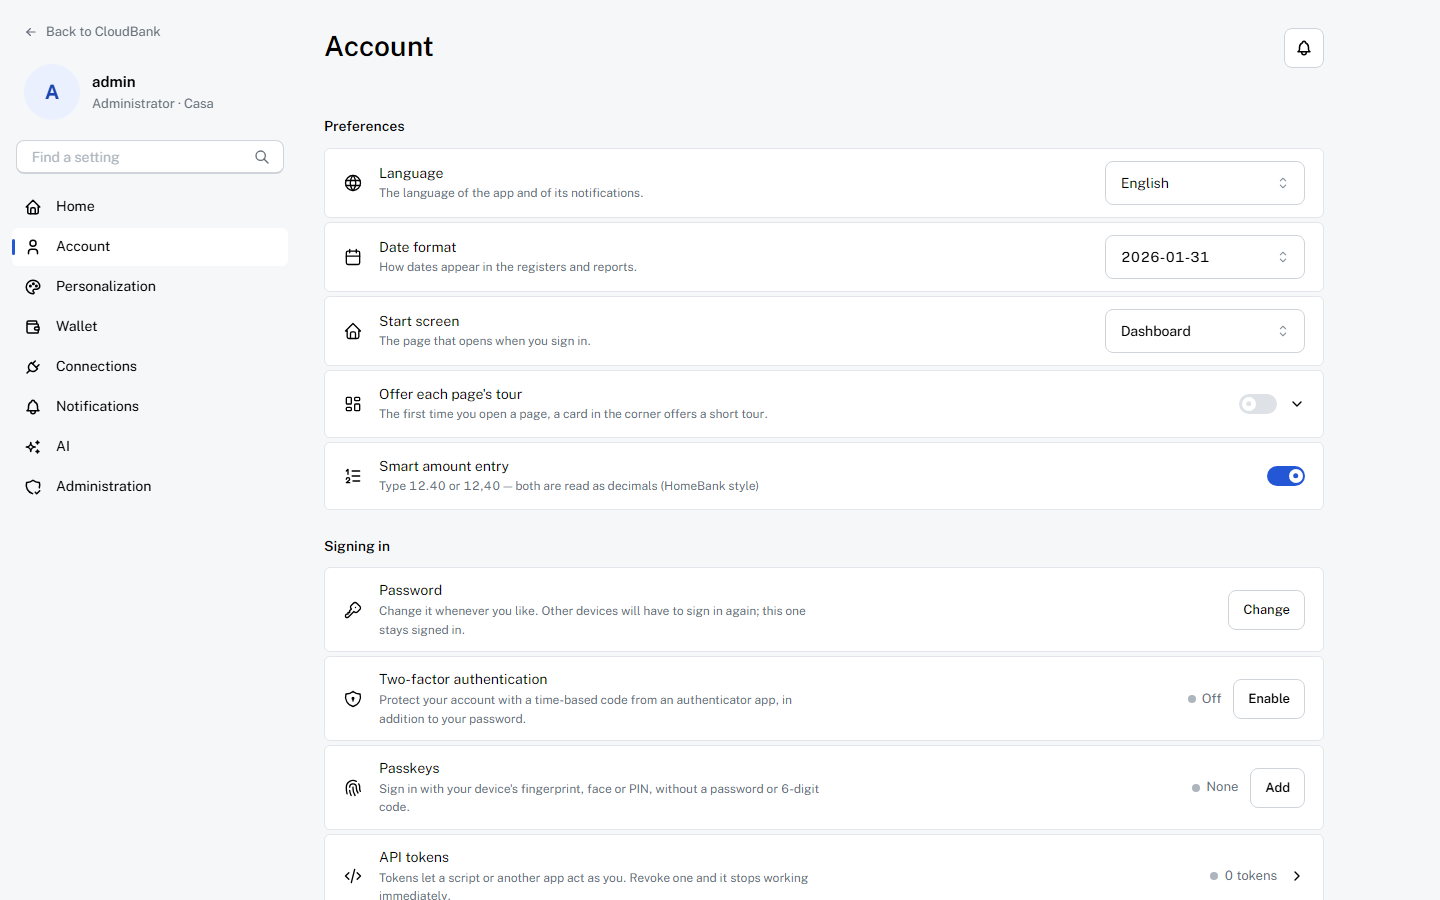 Back to CloudBank
A
admin
Administrator · Casa
Find a setting
Home
Account
Personalization
Wallet
Connections
Notifications
AI
Administration
Account
Preferences
Language
The language of the app and of its notifications.
English
Date format
How dates appear in the registers and reports.
2026-01-31
Start screen
The page that opens when you sign in.
Dashboard
Offer each page's tour
The first time you open a page, a card in the corner offers a short tour.
Smart amount entry
Type 12.40 or 12,40 — both are read as decimals (HomeBank style)
Signing in
Password
Change it whenever you like. Other devices will have to sign in again; this one
stays signed in.
Change
Two-factor authentication
Protect your account with a time-based code from an authenticator app, in
addition to your password.
Off
Enable
Passkeys
Sign in with your device's fingerprint, face or PIN, without a password or 6-digit
code.
None
Add
API tokens
Tokens let a script or another app act as you. Revoke one and it stops working
immediately.
0 tokens